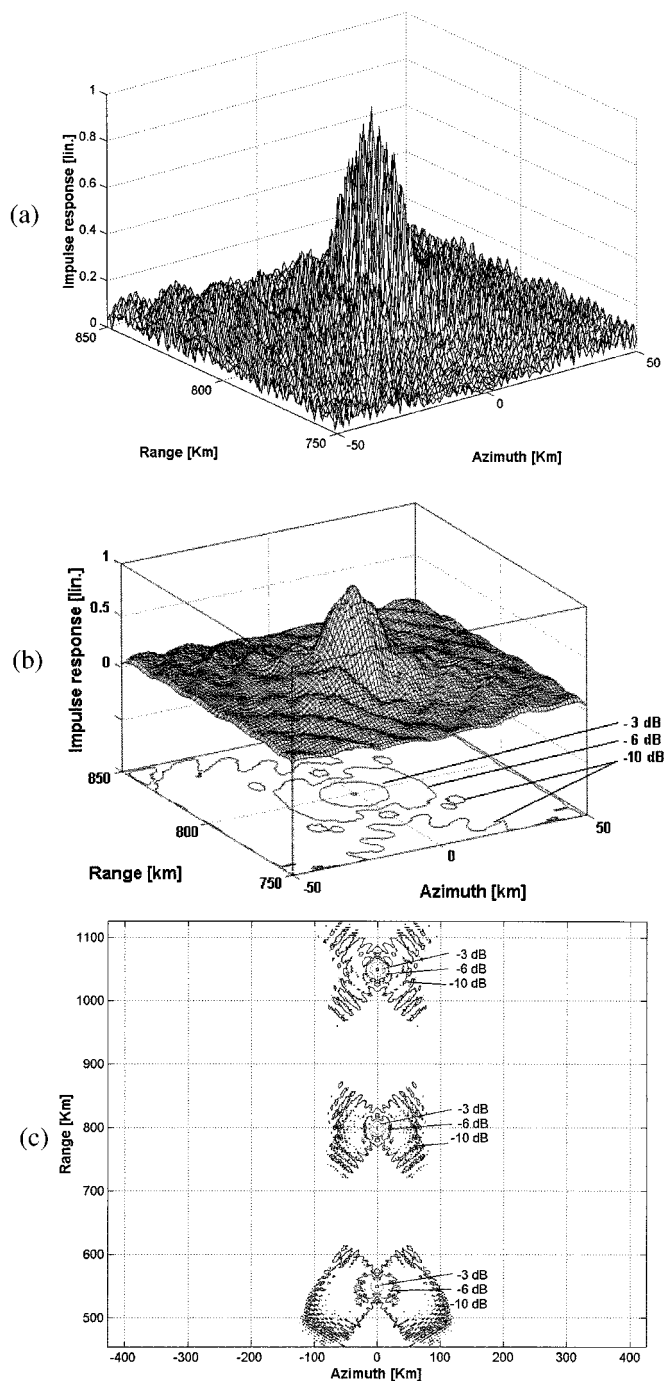 (a)
Impulse response [lin.]
1
0.8
0.6
0.4
0.2
0
850
800
750
Range [Km]
-50
0
50
Azimuth [Km]
(b)
Impulse response [lin.]
1
0.5
0
850
800
750
Range [km]
-50
0
50
Azimuth [km]
- 3 dB
- 6 dB
-10 dB
(c)
Range [Km]
1100
1000
900
800
700
600
500
-3 dB
-6 dB
-10 dB
-3 dB
-6 dB
-10 dB
-3 dB
-6 dB
-10 dB
-400 -300 -200 -100 0 100 200 300 400
Azimuth [Km]